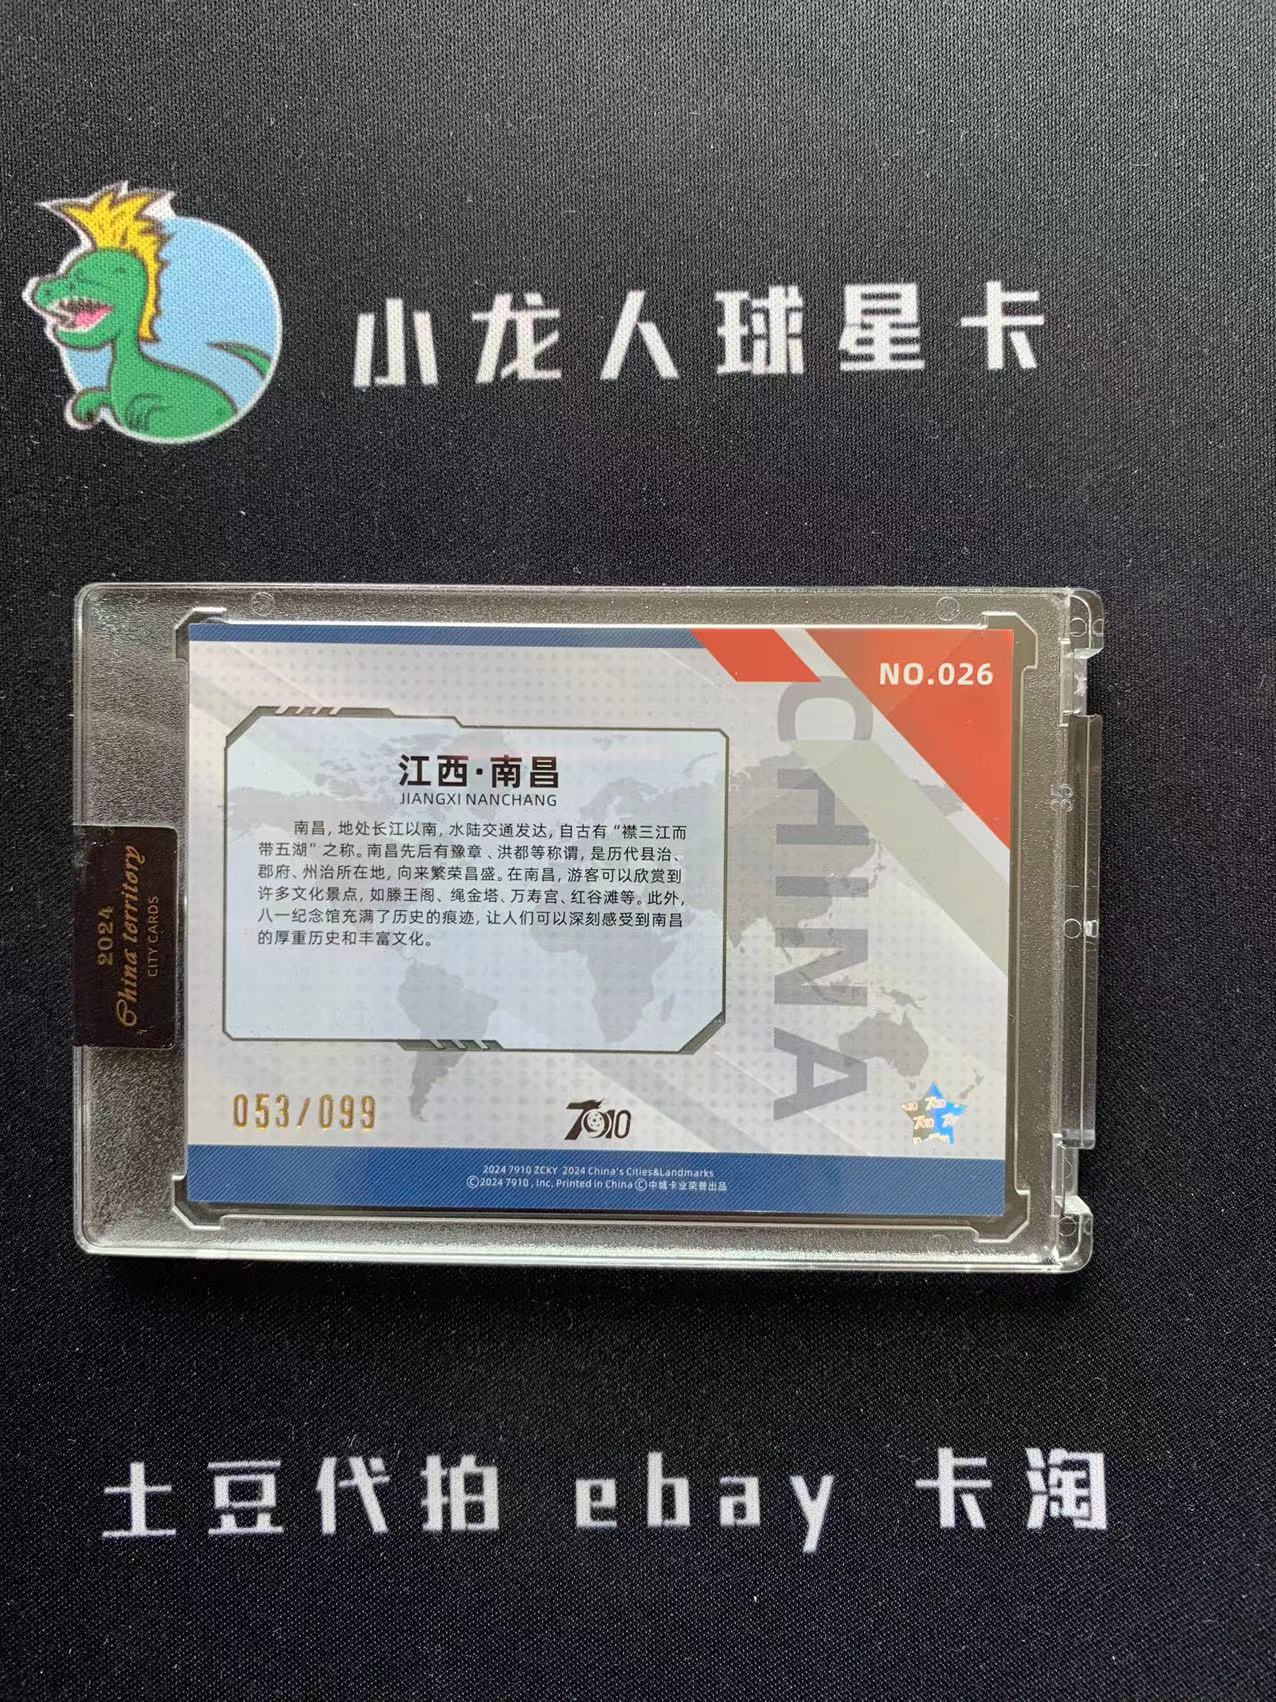 小龙人球星卡
NO.026
CHINA
江西·南昌
JIANGXI NANCHANG
南昌，地处长江以南，水陆交通发达，自古有“襟三江而
带五湖”之称。南昌先后有豫章、洪都等称谓，是历代县治、
郡府、州治所在地，向来繁荣昌盛。在南昌，游客可以欣赏到
许多文化景点，如滕王阁、绳金塔、万寿宫、红谷滩等。此外，
八一纪念馆充满了历史的痕迹，让人们可以深刻感受到南昌
的厚重历史和丰富文化。
2024
China territory
CITY CARDS
35
053/099
7910
2024 7910 ZCKY 2024 China's Cities&Landmarks
©2024 7910 , Inc. Printed in China ©中城卡业荣誉出品
土豆代拍 ebay 卡淘